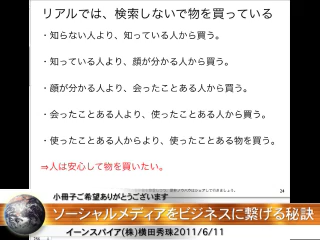 リアルでは、検索しないで物を買っている
・知らない人より、知っている人から買う。
・知っている人より、顔が分かる人から買う。
・顔が分かる人より、会ったことある人から買う。
・会ったことある人より、使ったことある人から買う。
・使ったことある人からより、使ったことある物を買う。
⇒人は安心して物を買いたい。
24
小冊子ご希望ありがとうございます
ソーシャルメディアをビジネスに繋げる秘訣
イーンスパイア(株)横田秀珠2011/6/11